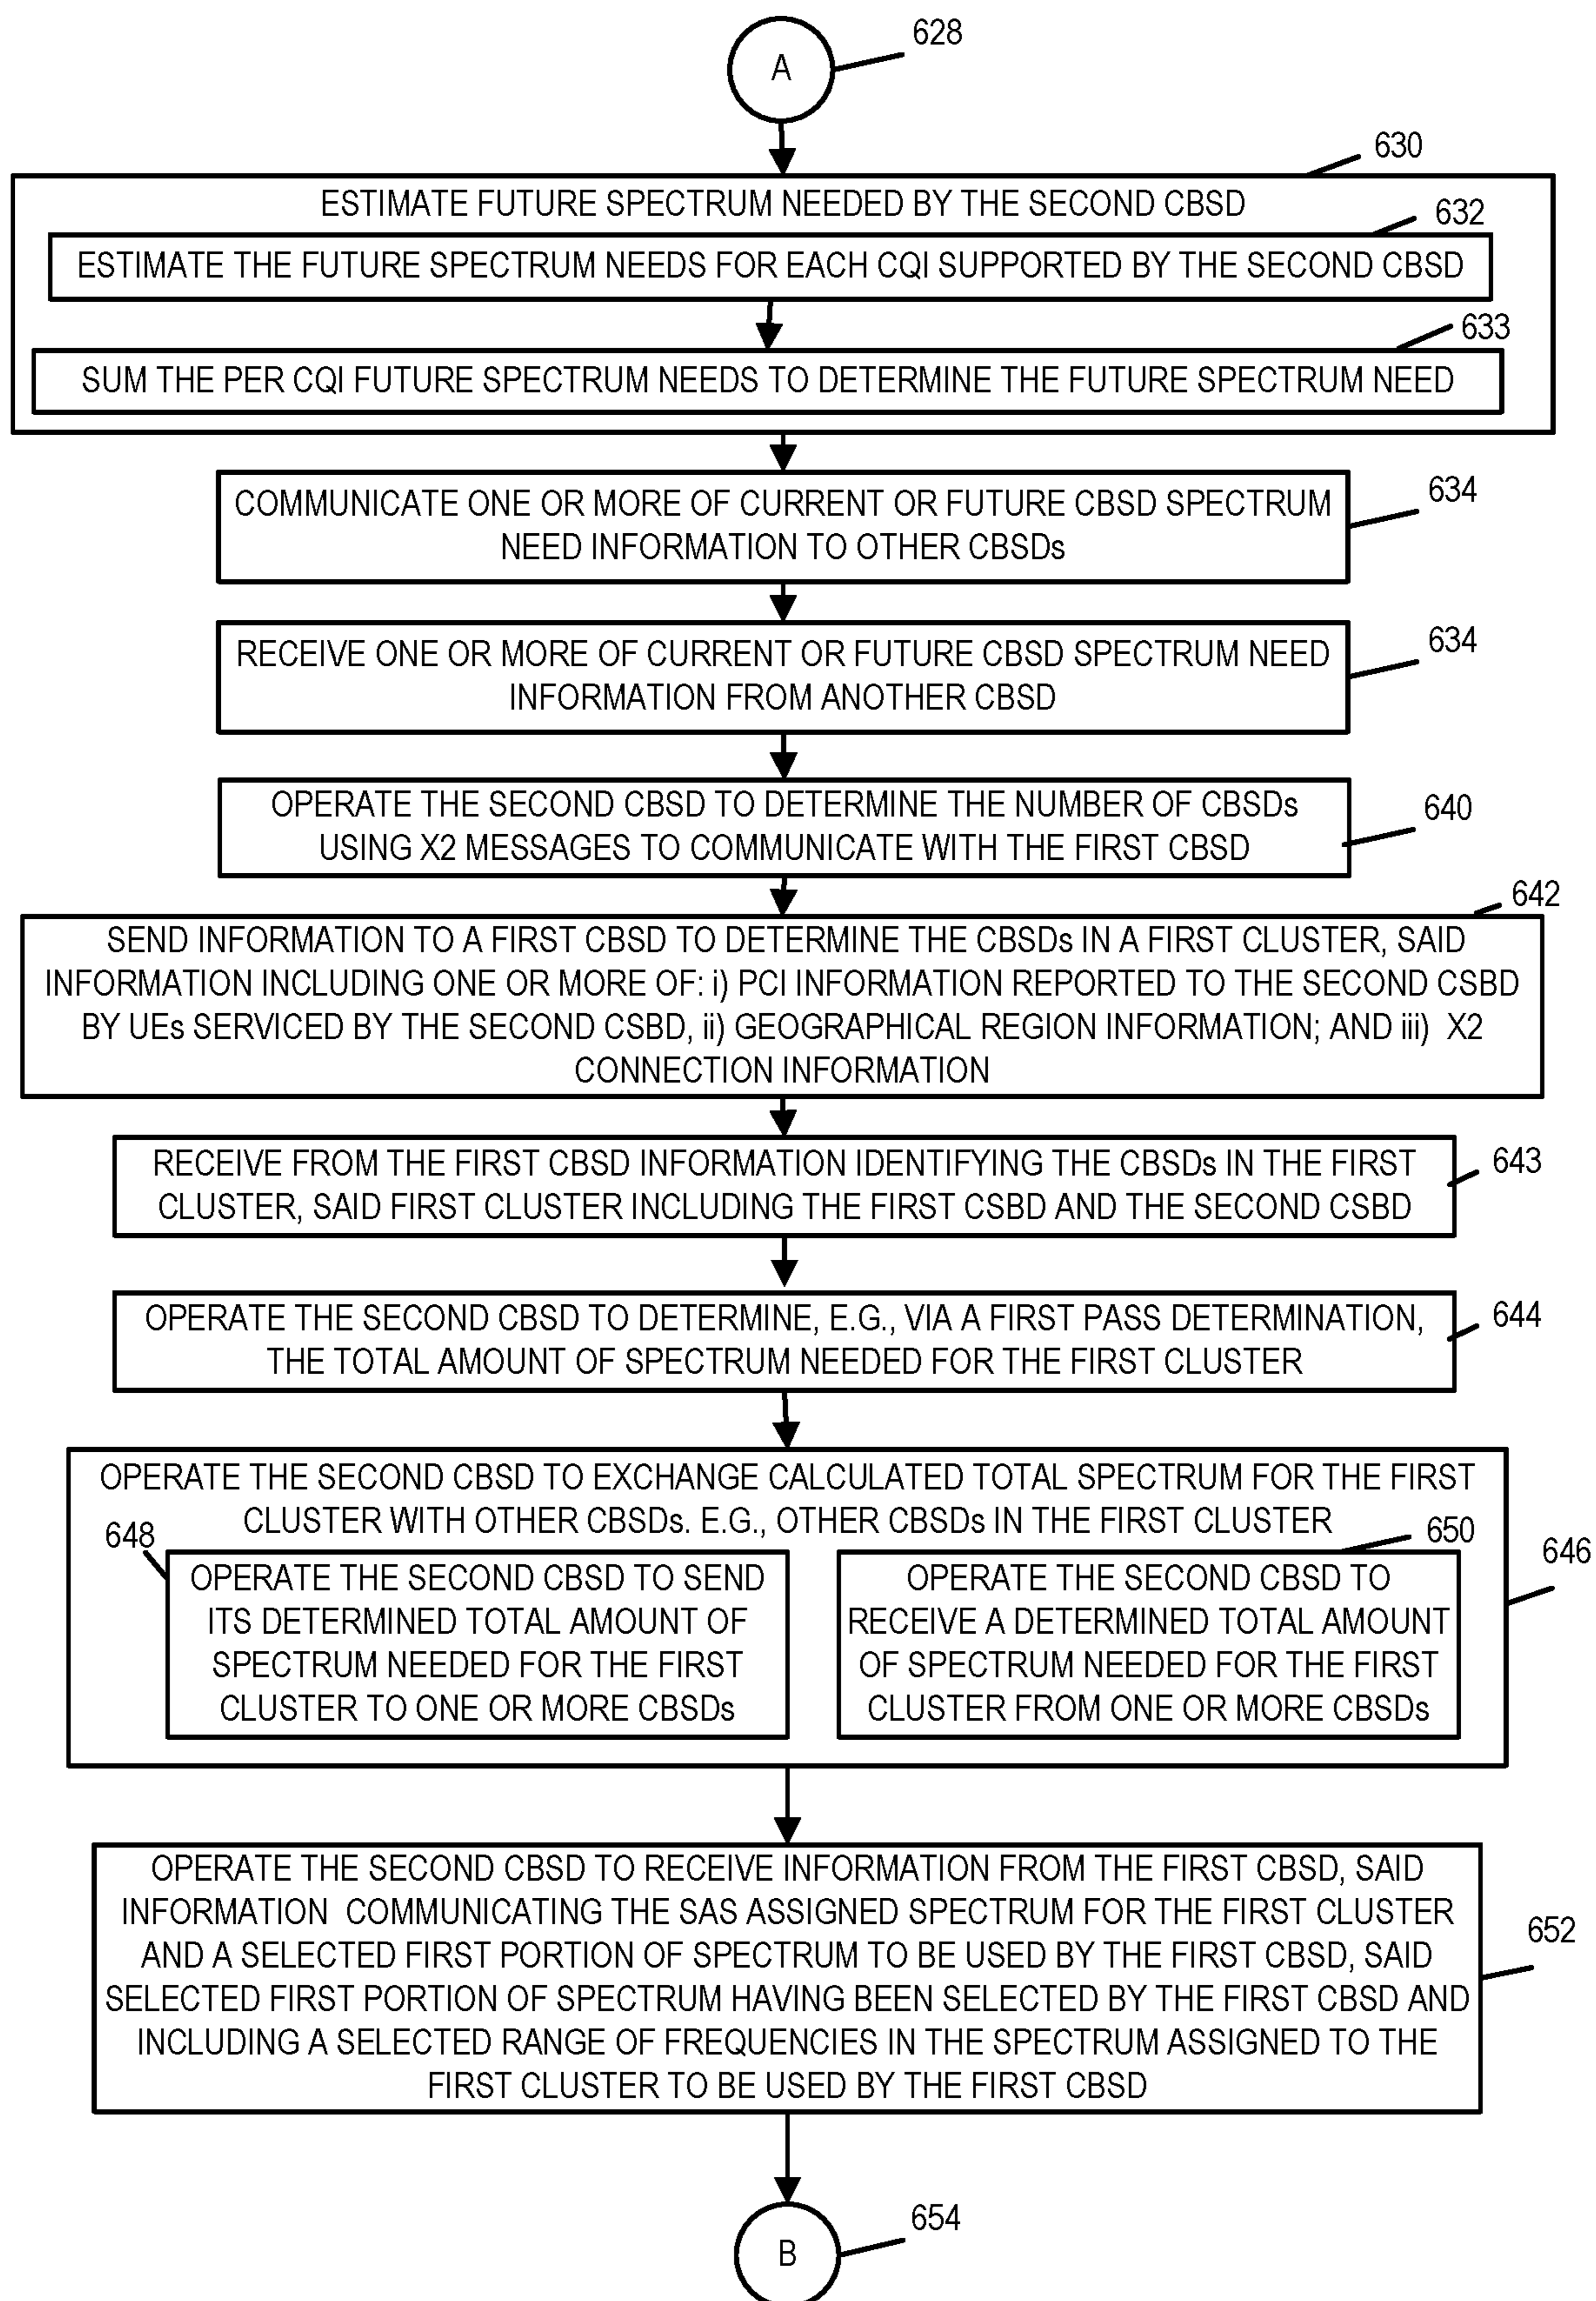 628
A
630
ESTIMATE FUTURE SPECTRUM NEEDED BY THE SECOND CBSD
632
ESTIMATE THE FUTURE SPECTRUM NEEDS FOR EACH CQI SUPPORTED BY THE SECOND CBSD
633
SUM THE PER CQI FUTURE SPECTRUM NEEDS TO DETERMINE THE FUTURE SPECTRUM NEED
634
COMMUNICATE ONE OR MORE OF CURRENT OR FUTURE CBSD SPECTRUM
NEED INFORMATION TO OTHER CBSDs
634
RECEIVE ONE OR MORE OF CURRENT OR FUTURE CBSD SPECTRUM NEED
INFORMATION FROM ANOTHER CBSD
OPERATE THE SECOND CBSD TO DETERMINE THE NUMBER OF CBSDs
640
USING X2 MESSAGES TO COMMUNICATE WITH THE FIRST CBSD
642
SEND INFORMATION TO A FIRST CBSD TO DETERMINE THE CBSDs IN A FIRST CLUSTER, SAID
INFORMATION INCLUDING ONE OR MORE OF: i) PCI INFORMATION REPORTED TO THE SECOND CSBD
BY UEs SERVICED BY THE SECOND CSBD, ii) GEOGRAPHICAL REGION INFORMATION; AND iii) X2
CONNECTION INFORMATION
RECEIVE FROM THE FIRST CBSD INFORMATION IDENTIFYING THE CBSDs IN THE FIRST
643
CLUSTER, SAID FIRST CLUSTER INCLUDING THE FIRST CSBD AND THE SECOND CSBD
OPERATE THE SECOND CBSD TO DETERMINE, E.G., VIA A FIRST PASS DETERMINATION,
644
THE TOTAL AMOUNT OF SPECTRUM NEEDED FOR THE FIRST CLUSTER
OPERATE THE SECOND CBSD TO EXCHANGE CALCULATED TOTAL SPECTRUM FOR THE FIRST
CLUSTER WITH OTHER CBSDs. E.G., OTHER CBSDs IN THE FIRST CLUSTER
646
648
OPERATE THE SECOND CBSD TO SEND
ITS DETERMINED TOTAL AMOUNT OF
SPECTRUM NEEDED FOR THE FIRST
CLUSTER TO ONE OR MORE CBSDs
650
OPERATE THE SECOND CBSD TO
RECEIVE A DETERMINED TOTAL AMOUNT
OF SPECTRUM NEEDED FOR THE FIRST
CLUSTER FROM ONE OR MORE CBSDs
OPERATE THE SECOND CBSD TO RECEIVE INFORMATION FROM THE FIRST CBSD, SAID
INFORMATION COMMUNICATING THE SAS ASSIGNED SPECTRUM FOR THE FIRST CLUSTER
AND A SELECTED FIRST PORTION OF SPECTRUM TO BE USED BY THE FIRST CBSD, SAID
652
SELECTED FIRST PORTION OF SPECTRUM HAVING BEEN SELECTED BY THE FIRST CBSD AND
INCLUDING A SELECTED RANGE OF FREQUENCIES IN THE SPECTRUM ASSIGNED TO THE
FIRST CLUSTER TO BE USED BY THE FIRST CBSD
654
B